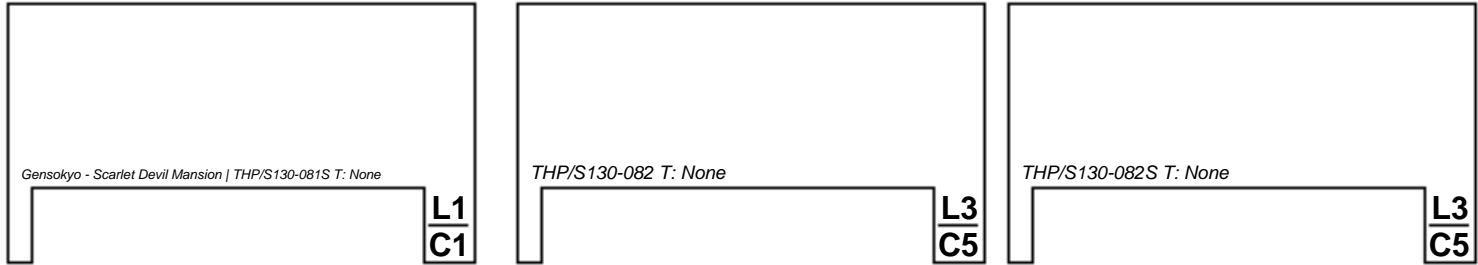 Gensokyo - Scarlet Devil Mansion | THP/S130-081S T: None
L1
C1
THP/S130-082 T: None
L3
C5
THP/S130-082S T: None
L3
C5